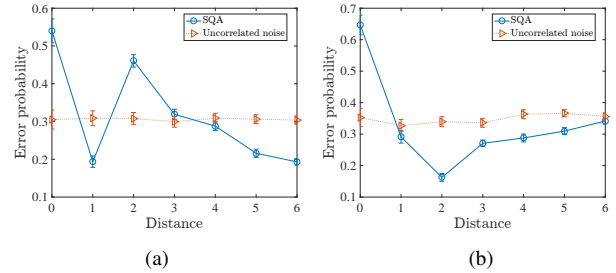 0.6
0.5
0.4
0.3
0.2
0.1
Error probability
SQA
Uncorrelated noise
0 1 2 3 4 5 6
Distance
(a)
0.7
0.6
0.5
0.4
0.3
0.2
0.1
Error probability
SQA
Uncorrelated noise
0 1 2 3 4 5 6
Distance
(b)